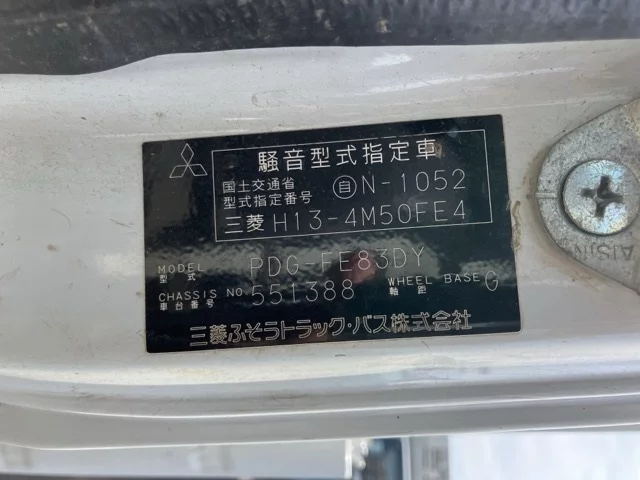 騒音型式指定車
国土交通省
型式指定番号 自N-1052
三菱 H13-4M50FE4
MODEL
型式 PDG-FE83DY
CHASSIS NO.
車台番号 551388 WHEEL BASE
軸距 G
三菱ふそうトラック・バス株式会社
AISIN